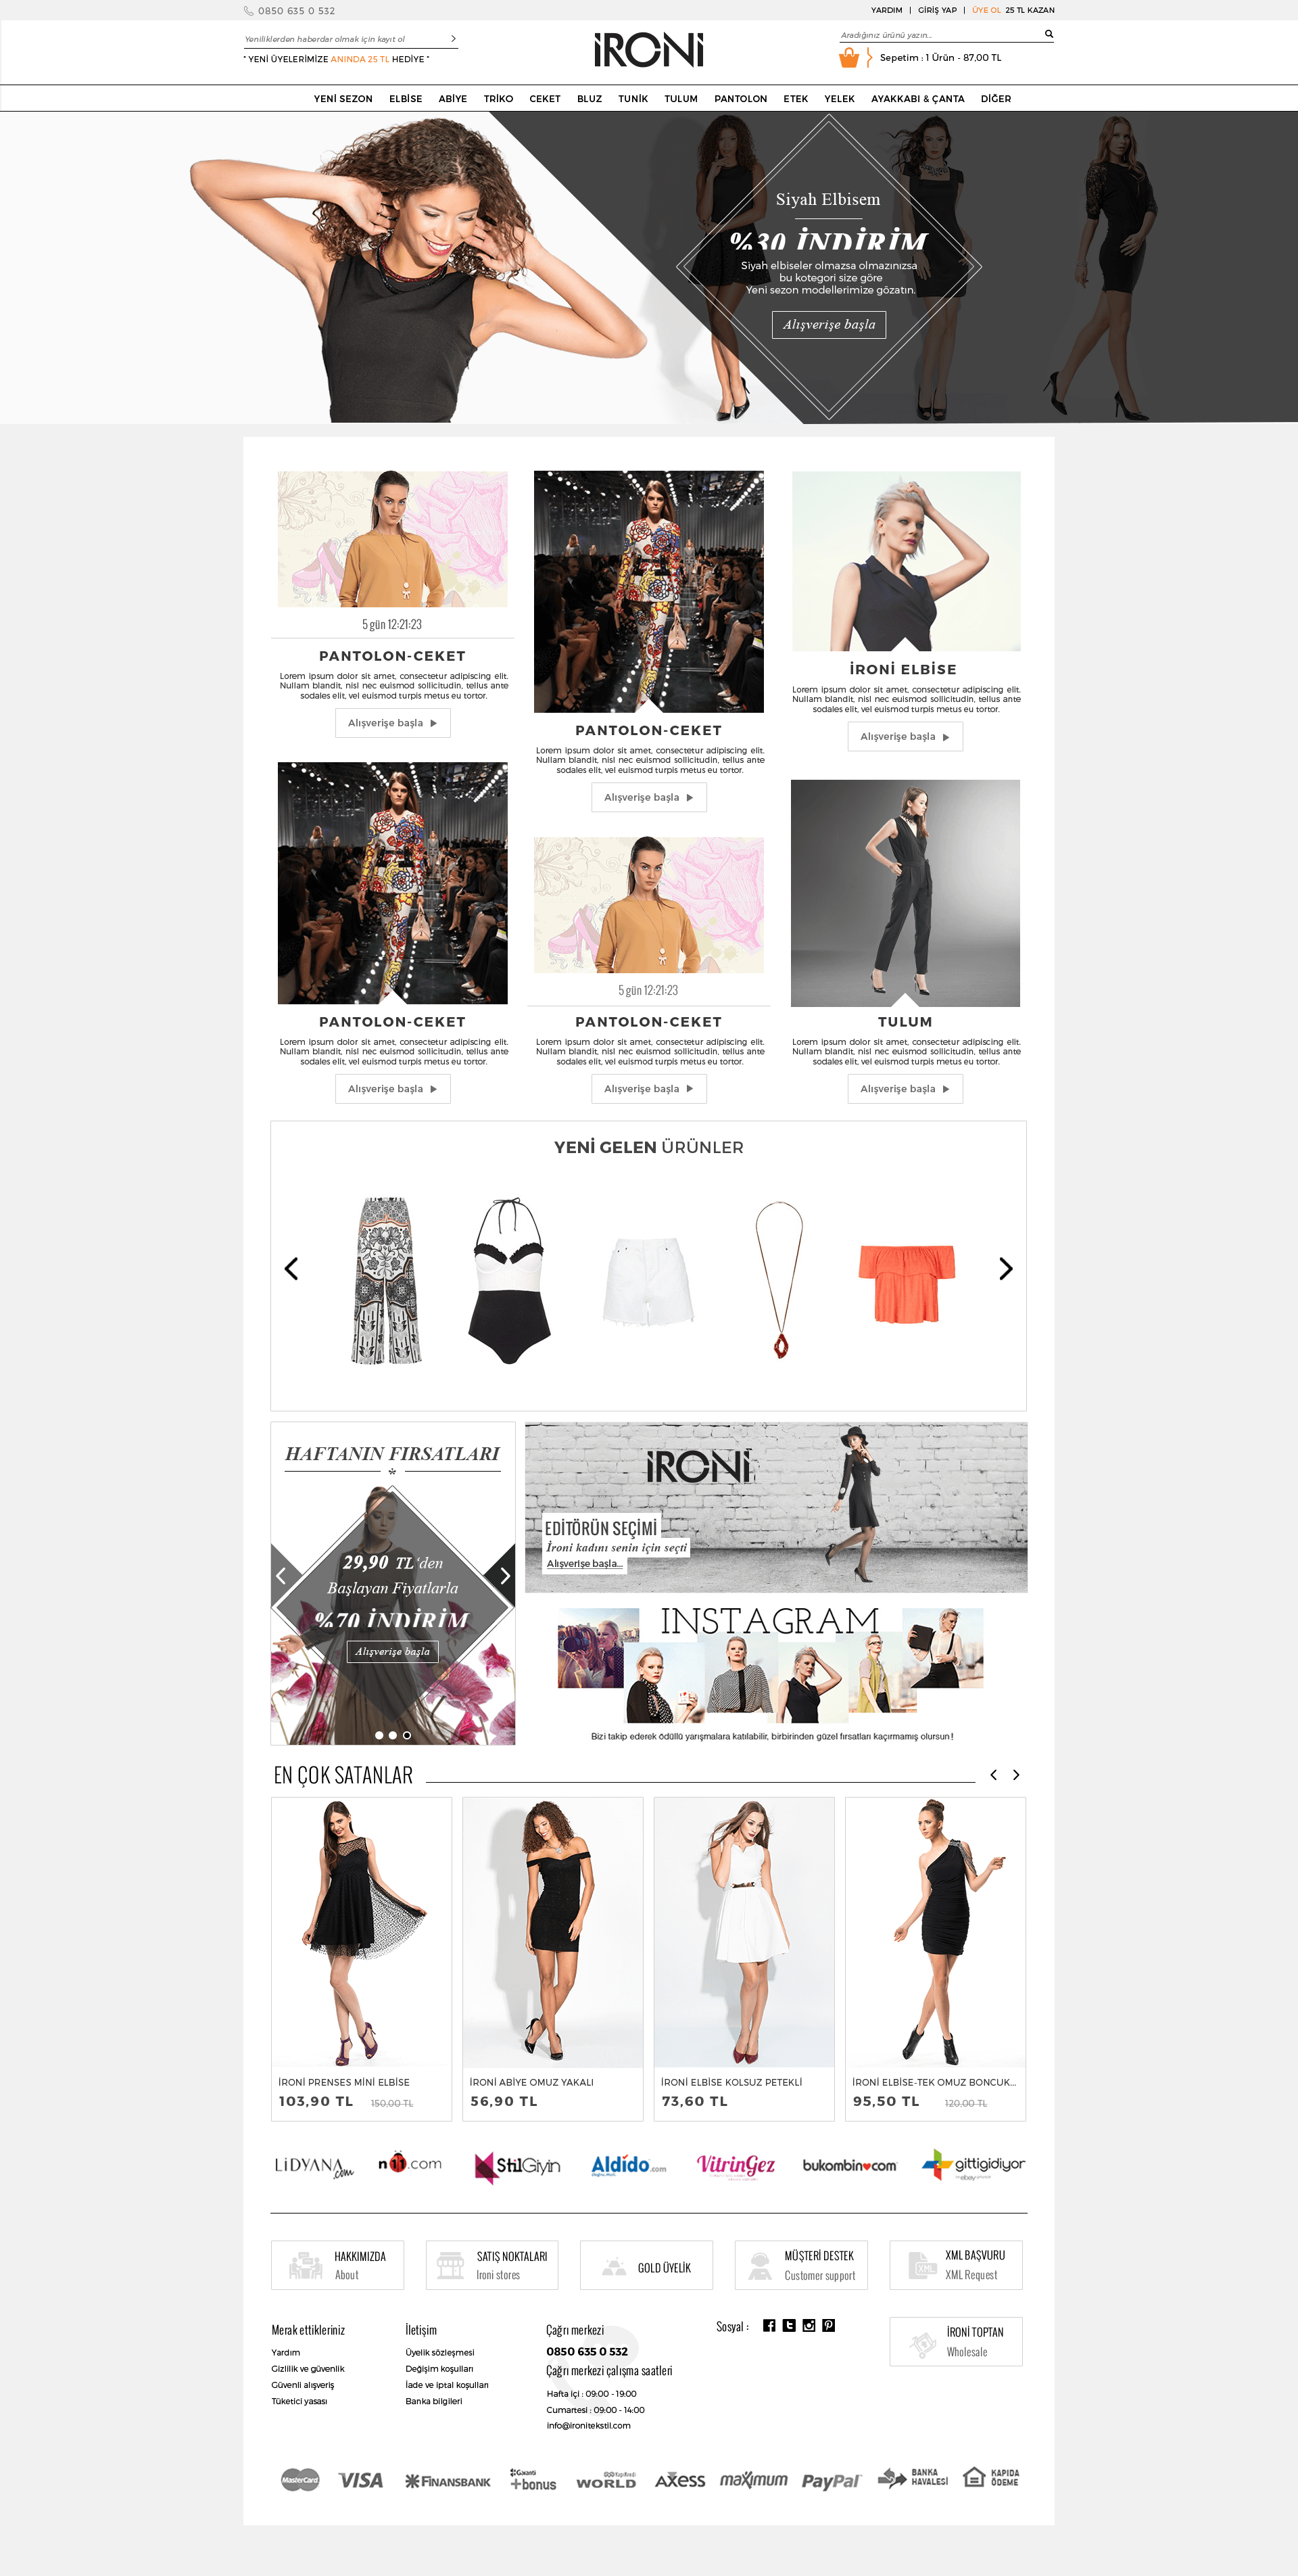 0850 635 0 532
YARDIM | GİRİŞ YAP | ÜYE OL 25 TL KAZAN
Yeniliklerden haberdar olmak için kayıt ol
" YENİ ÜYELERİMİZE ANINDA 25 TL HEDİYE "
İRONİ
Aradığınız ürünü yazın...
Sepetim : 1 Ürün - 87,00 TL
YENİ SEZON ELBİSE ABİYE TRİKO CEKET BLUZ TUNİK TULUM PANTOLON ETEK YELEK AYAKKABI & ÇANTA DİĞER
Siyah Elbisem
%30 İNDİRİM
Siyah elbiseler olmazsa olmazınızsa
bu kotegori size göre
Yeni sezon modellerimize gözatın.
Alışverişe başla
5 gün 12:21:23
PANTOLON-CEKET
Lorem ipsum dolor sit amet, consectetur adipiscing elit.
Nullam blandit, nisl nec euismod sollicitudin, tellus ante
sodales elit, vel euismod turpis metus eu tortor.
Alışverişe başla
PANTOLON-CEKET
Lorem ipsum dolor sit amet, consectetur adipiscing elit.
Nullam blandit, nisl nec euismod sollicitudin, tellus ante
sodales elit, vel euismod turpis metus eu tortor.
Alışverişe başla
İRONİ ELBİSE
Lorem ipsum dolor sit amet, consectetur adipiscing elit.
Nullam blandit, nisl nec euismod sollicitudin, tellus ante
sodales elit, vel euismod turpis metus eu tortor.
Alışverişe başla
PANTOLON-CEKET
Lorem ipsum dolor sit amet, consectetur adipiscing elit.
Nullam blandit, nisl nec euismod sollicitudin, tellus ante
sodales elit, vel euismod turpis metus eu tortor.
Alışverişe başla
5 gün 12:21:23
PANTOLON-CEKET
Lorem ipsum dolor sit amet, consectetur adipiscing elit.
Nullam blandit, nisl nec euismod sollicitudin, tellus ante
sodales elit, vel euismod turpis metus eu tortor.
Alışverişe başla
TULUM
Lorem ipsum dolor sit amet, consectetur adipiscing elit.
Nullam blandit, nisl nec euismod sollicitudin, tellus ante
sodales elit, vel euismod turpis metus eu tortor.
Alışverişe başla
YENİ GELEN ÜRÜNLER
HAFTANIN FIRSATLARI
*
29,90 TL'den
Başlayan Fiyatlarla
%70 İNDİRİM
Alışverişe başla
İRONİ
EDİTÖRÜN SEÇİMİ
İroni kadını senin için seçti
Alışverişe başla...
INSTAGRAM
Bizi takip ederek ödüllü yarışmalara katılabilir, birbirinden güzel fırsatları kaçırmamış olursun!
EN ÇOK SATANLAR
İRONİ PRENSES MİNİ ELBİSE
103,90 TL 150,00 TL
İRONİ ABİYE OMUZ YAKALI
56,90 TL
İRONİ ELBİSE KOLSUZ PETEKLİ
73,60 TL
İRONİ ELBİSE-TEK OMUZ BONCUK...
95,50 TL 120,00 TL
LİDYANA.com
n11.com
StilGiyin
Aldido.com
VitrinGez
bukombin.com
gittigidiyor
HAKKIMIZDA
About
SATIŞ NOKTALARI
Ironi stores
GOLD ÜYELİK
MÜŞTERİ DESTEK
Customer support
XML
XML BAŞVURU
XML Request
Merak ettikleriniz
Yardım
Gizlilik ve güvenlik
Güvenli alışveriş
Tüketici yasası
İletişim
Üyelik sözleşmesi
Değişim koşulları
İade ve iptal koşulları
Banka bilgileri
Çağrı merkezi
0850 635 0 532
Çağrı merkezi çalışma saatleri
Hafta içi : 09:00 - 19:00
Cumartesi : 09:00 - 14:00
info@ironitekstil.com
Sosyal :
İRONİ TOPTAN
Wholesale
MasterCard
VISA
FİNANSBANK
Garanti
bonus
YapıKredi
WORLD
AXess
maximum
PayPal
BANKA
HAVALESİ
KAPIDA
ÖDEME